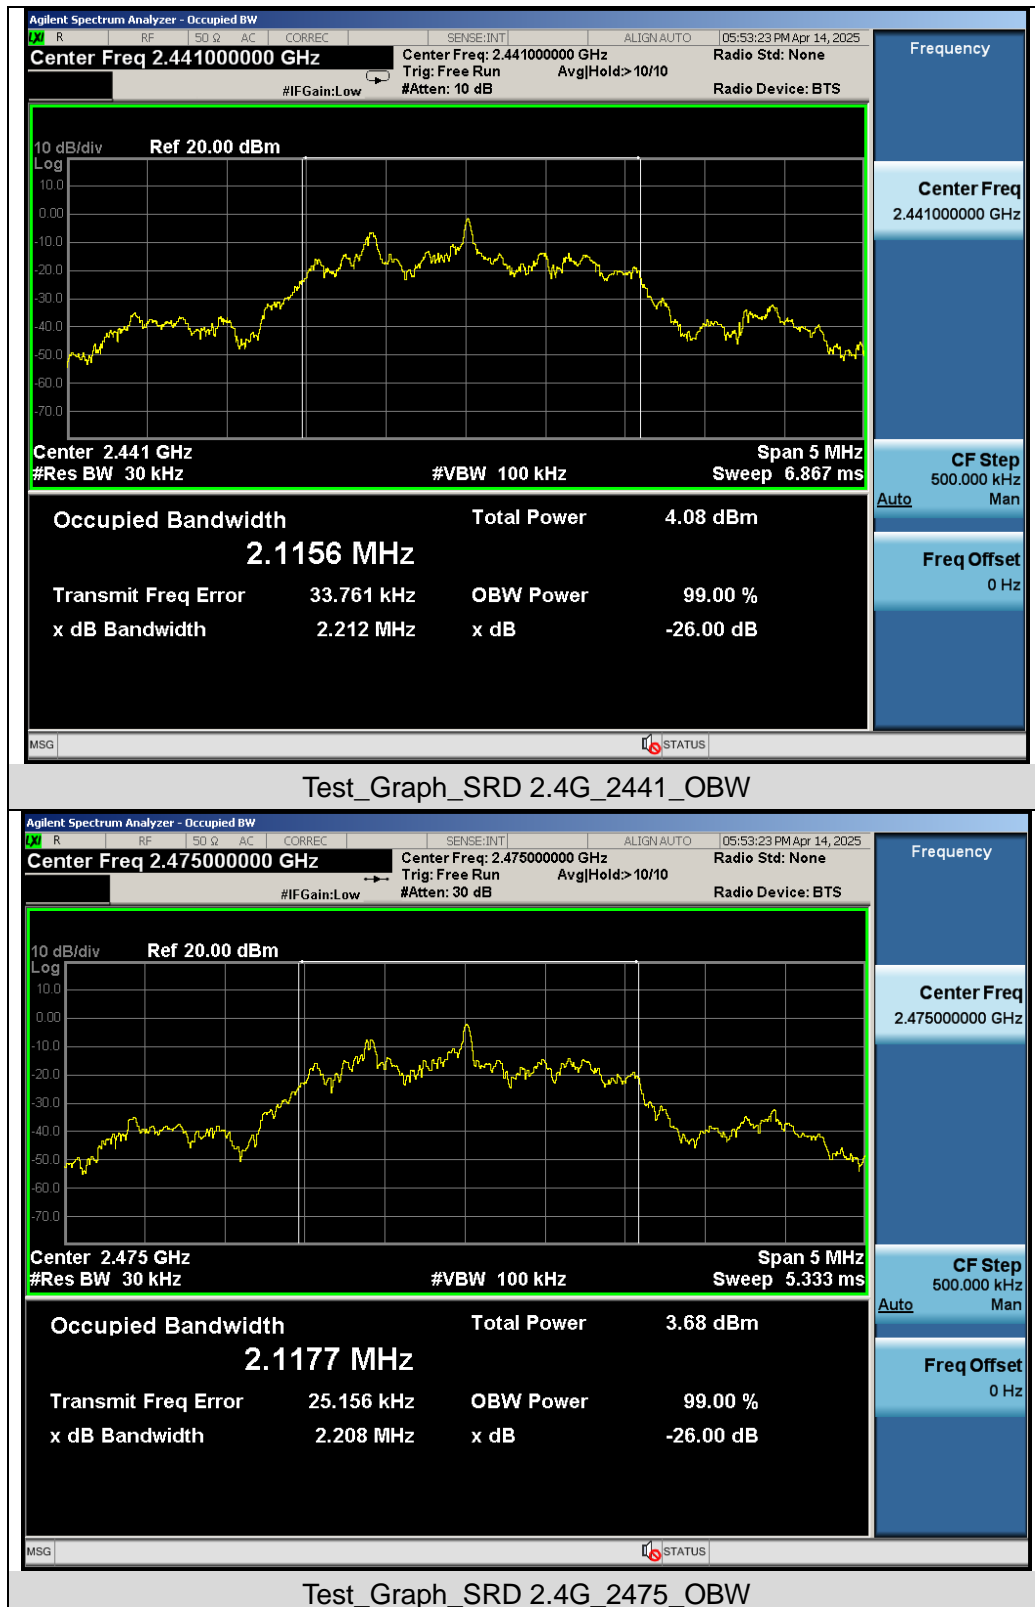 Agilent Spectrum Analyzer - Occupied BW
LXI R RF 50 Ω AC CORREC SENSE:INT ALIGN AUTO 05:53:23 PM Apr 14, 2025
Center Freq 2.441000000 GHz Center Freq: 2.441000000 GHz Radio Std: None Frequency
Trig: Free Run Avg|Hold:> 10/10
#IFGain:Low #Atten: 10 dB Radio Device: BTS
10 dB/div Ref 20.00 dBm
Log
10.0
Center Freq
2.441000000 GHz
0.00
-10.0
-20.0
-30.0
-40.0
-50.0
-60.0
-70.0
Center 2.441 GHz Span 5 MHz
#Res BW 30 kHz #VBW 100 kHz Sweep 6.867 ms
CF Step
500.000 kHz
Auto Man
Occupied Bandwidth Total Power 4.08 dBm
2.1156 MHz
Freq Offset
0 Hz
Transmit Freq Error 33.761 kHz OBW Power 99.00 %
x dB Bandwidth 2.212 MHz x dB -26.00 dB
MSG STATUS
Test_Graph_SRD 2.4G_2441_OBW
Agilent Spectrum Analyzer - Occupied BW
LXI R RF 50 Ω AC CORREC SENSE:INT ALIGN AUTO 05:53:23 PM Apr 14, 2025
Center Freq 2.475000000 GHz Center Freq: 2.475000000 GHz Radio Std: None Frequency
Trig: Free Run Avg|Hold:> 10/10
#IFGain:Low #Atten: 30 dB Radio Device: BTS
10 dB/div Ref 20.00 dBm
Log
10.0
Center Freq
2.475000000 GHz
0.00
-10.0
-20.0
-30.0
-40.0
-50.0
-60.0
-70.0
Center 2.475 GHz Span 5 MHz
#Res BW 30 kHz #VBW 100 kHz Sweep 5.333 ms
CF Step
500.000 kHz
Auto Man
Occupied Bandwidth Total Power 3.68 dBm
2.1177 MHz
Freq Offset
0 Hz
Transmit Freq Error 25.156 kHz OBW Power 99.00 %
x dB Bandwidth 2.208 MHz x dB -26.00 dB
MSG STATUS
Test_Graph_SRD 2.4G_2475_OBW